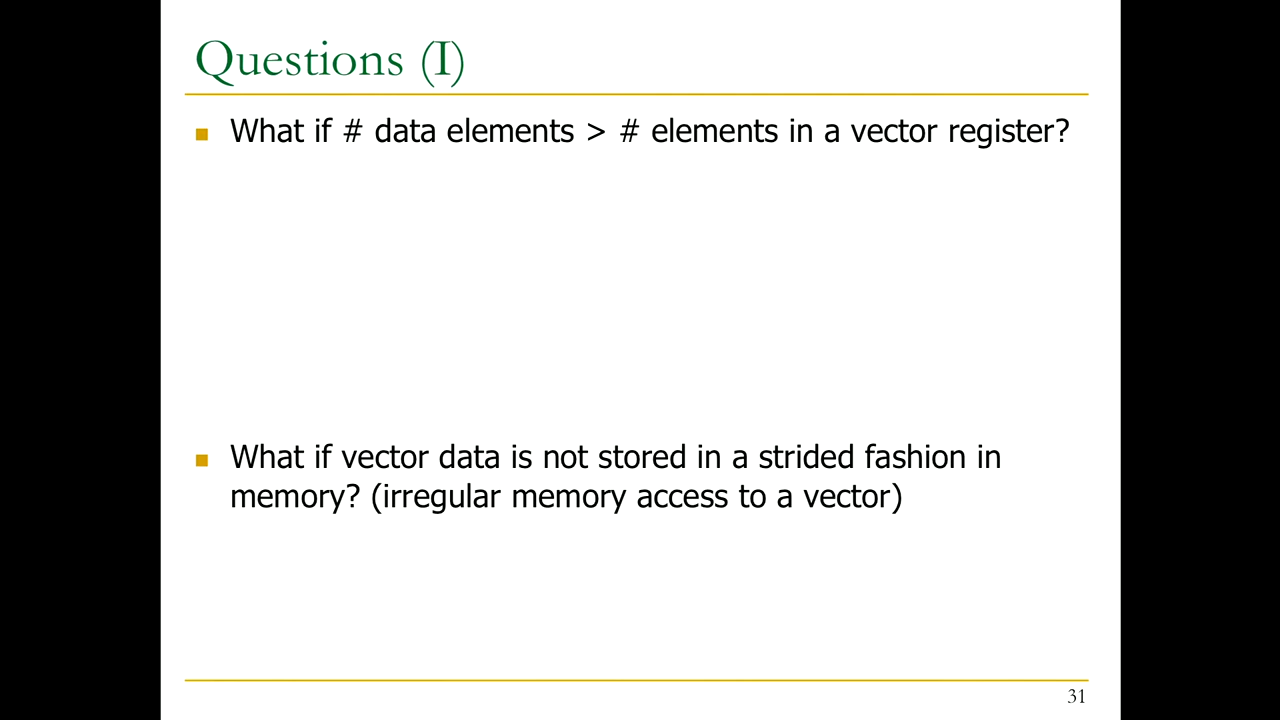 Questions (I)
What if # data elements > # elements in a vector register?
What if vector data is not stored in a strided fashion in
memory? (irregular memory access to a vector)
31